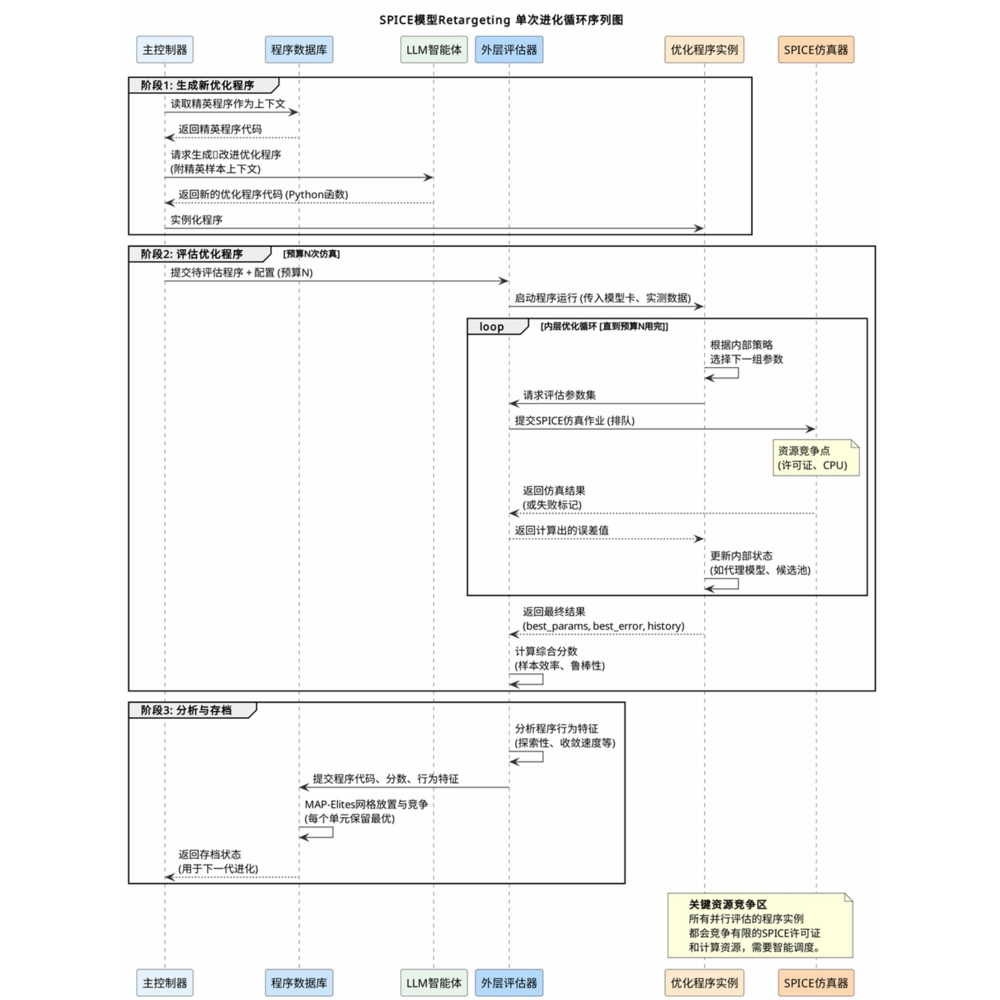 SPICE模型Retargeting 单次进化循环序列图
主控制器
程序数据库
LLM智能体
外层评估器
优化程序实例
SPICE仿真器
阶段1: 生成新优化程序
读取精英程序作为上下文
返回精英程序代码
请求生成▯改进优化程序
(附精英样本上下文)
返回新的优化程序代码 (Python函数)
实例化程序
阶段2: 评估优化程序
[预算N次仿真]
提交待评估程序 + 配置 (预算N)
启动程序运行 (传入模型卡、实测数据)
loop
[内层优化循环 [直到预算N用完]]
根据内部策略
选择下一组参数
请求评估参数集
提交SPICE仿真作业 (排队)
资源竞争点
(许可证、CPU)
返回仿真结果
(或失败标记)
返回计算出的误差值
更新内部状态
(如代理模型、候选池)
返回最终结果
(best_params, best_error, history)
计算综合分数
(样本效率、鲁棒性)
阶段3: 分析与存档
分析程序行为特征
(探索性、收敛速度等)
提交程序代码、分数、行为特征
MAP-Elites网格放置与竞争
(每个单元保留最优)
返回存档状态
(用于下一代进化)
关键资源竞争区
所有并行评估的程序实例
都会竞争有限的SPICE许可证
和计算资源，需要智能调度。
主控制器
程序数据库
LLM智能体
外层评估器
优化程序实例
SPICE仿真器